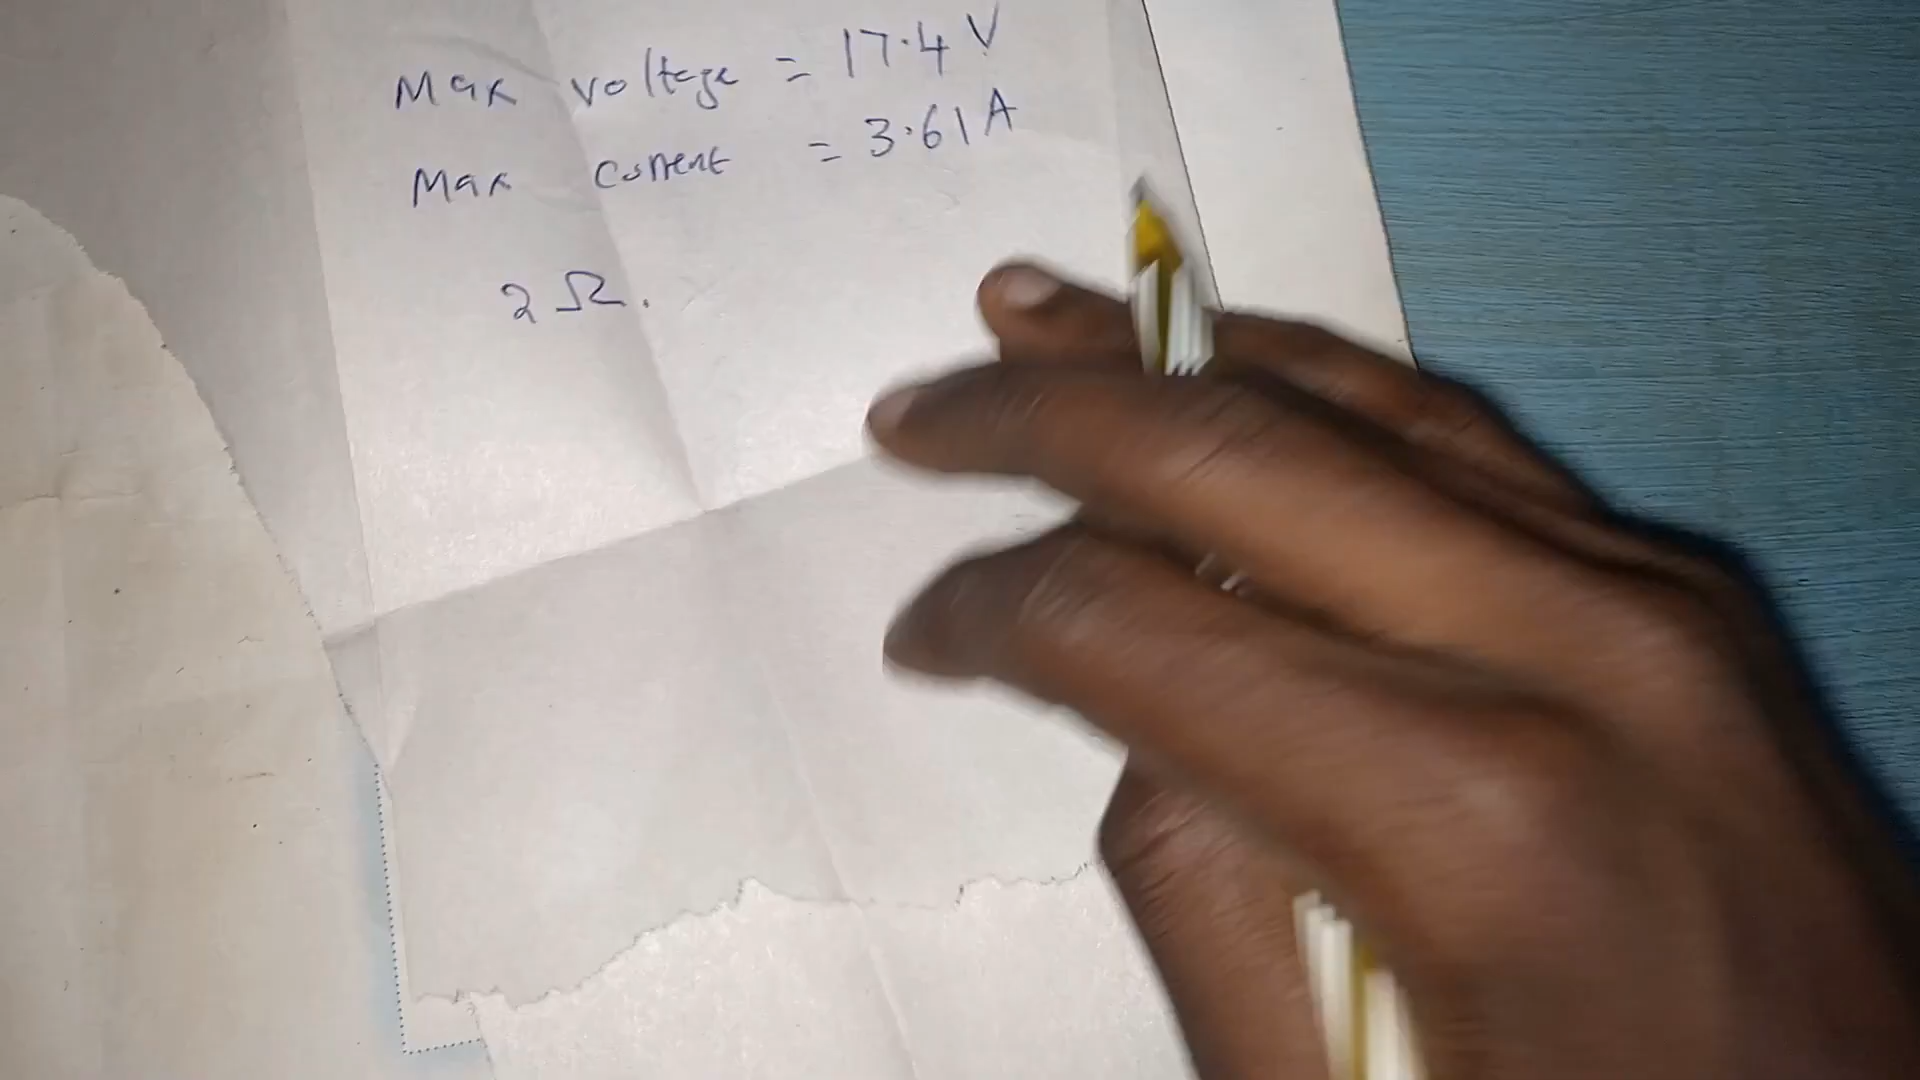 Max voltage = 17.4 V
Max current = 3.61 A
2 Ω.